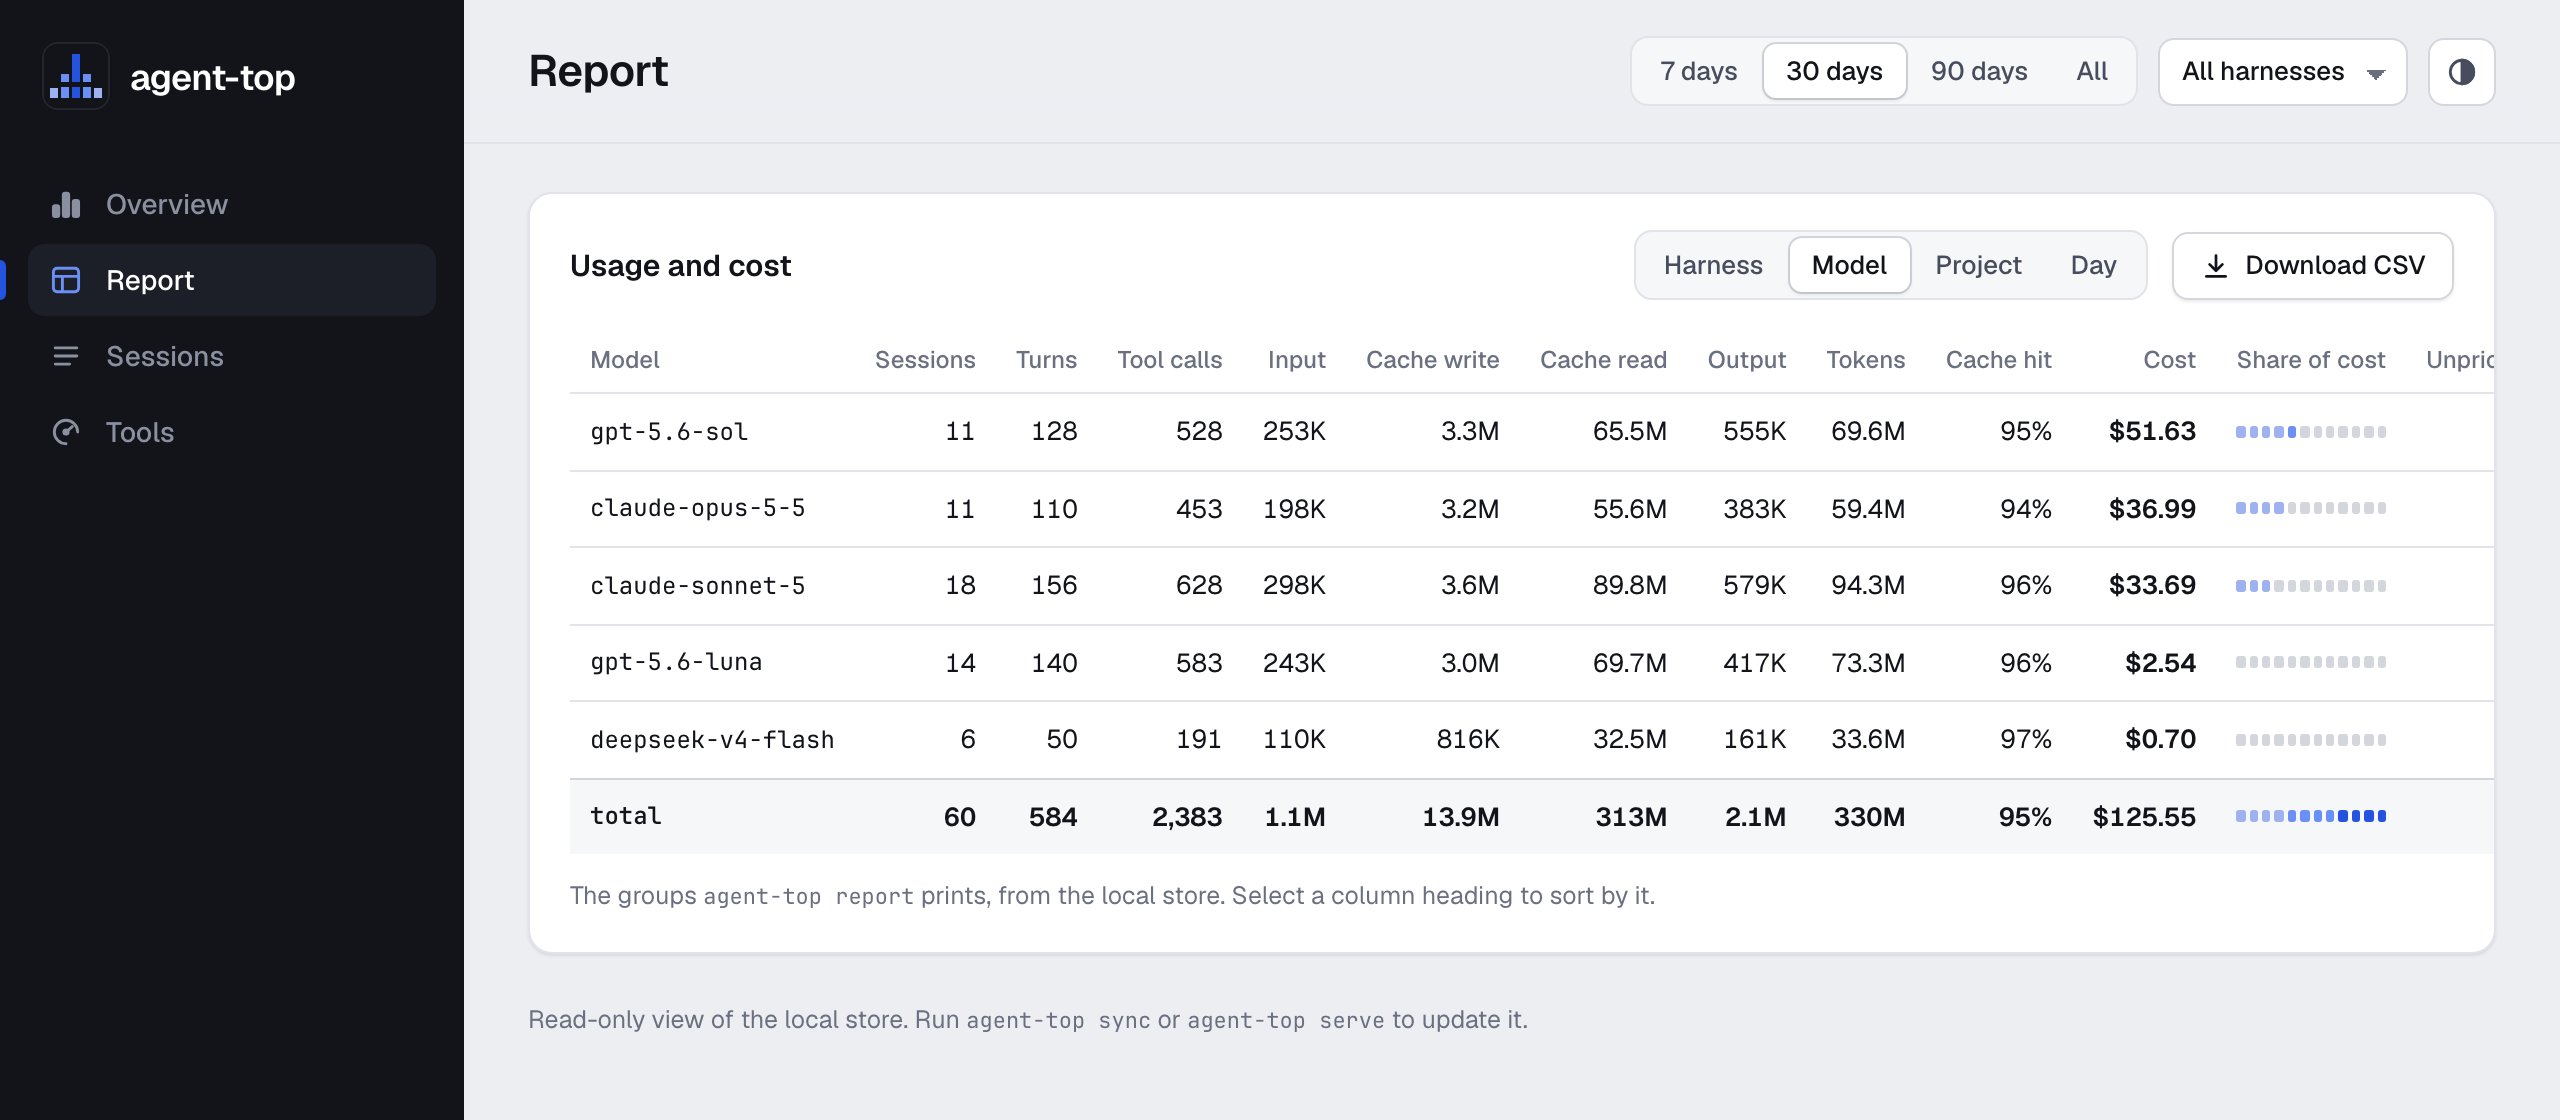 agent-top
Report
7 days 30 days 90 days All All harnesses
Overview
Report
Sessions
Tools
Usage and cost Harness Model Project Day Download CSV
Model Sessions Turns Tool calls Input Cache write Cache read Output Tokens Cache hit Cost Share of cost
gpt-5.6-sol 11 128 528 253K 3.3M 65.5M 555K 69.6M 95% $51.63
claude-opus-5-5 11 110 453 198K 3.2M 55.6M 383K 59.4M 94% $36.99
claude-sonnet-5 18 156 628 298K 3.6M 89.8M 579K 94.3M 96% $33.69
gpt-5.6-luna 14 140 583 243K 3.0M 69.7M 417K 73.3M 96% $2.54
deepseek-v4-flash 6 50 191 110K 816K 32.5M 161K 33.6M 97% $0.70
total 60 584 2,383 1.1M 13.9M 313M 2.1M 330M 95% $125.55
The groups agent-top report prints, from the local store. Select a column heading to sort by it.
Read-only view of the local store. Run agent-top sync or agent-top serve to update it.